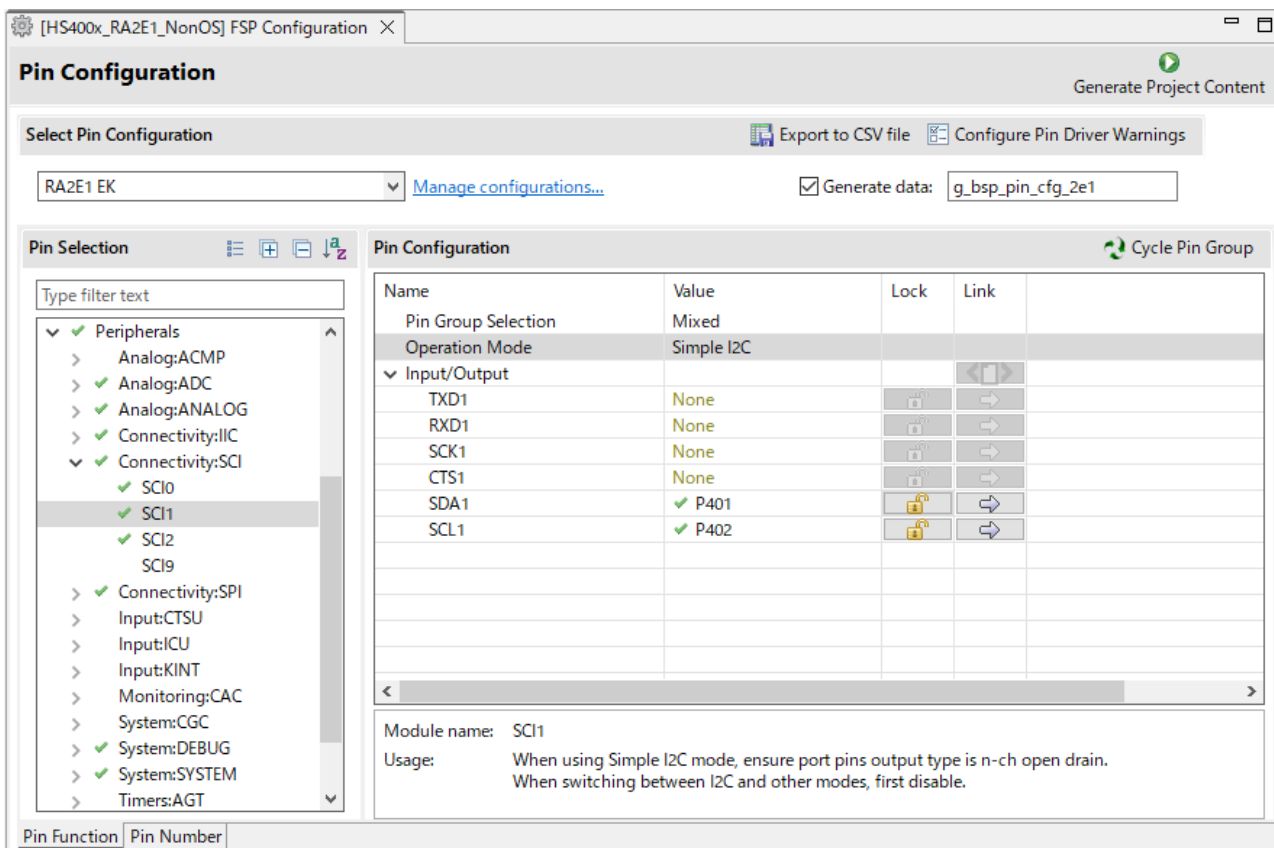 [HS400x_RA2E1_NonOS] FSP Configuration
Pin Configuration
Generate Project Content
Select Pin Configuration
Export to CSV file
Configure Pin Driver Warnings
RA2E1 EK
Manage configurations...
Generate data:
g_bsp_pin_cfg_2e1
Pin Selection
Type filter text
Peripherals
Analog:ACMP
Analog:ADC
Analog:ANALOG
Connectivity:IIC
Connectivity:SCI
SCI0
SCI1
SCI2
SCI9
Connectivity:SPI
Input:CTSU
Input:ICU
Input:KINT
Monitoring:CAC
System:CGC
System:DEBUG
System:SYSTEM
Timers:AGT
Pin Configuration
Cycle Pin Group
Name Value Lock Link
Pin Group Selection Mixed
Operation Mode Simple I2C
Input/Output
TXD1 None
RXD1 None
SCK1 None
CTS1 None
SDA1 P401
SCL1 P402
Module name: SCI1
Usage: When using Simple I2C mode, ensure port pins output type is n-ch open drain.
When switching between I2C and other modes, first disable.
Pin Function Pin Number